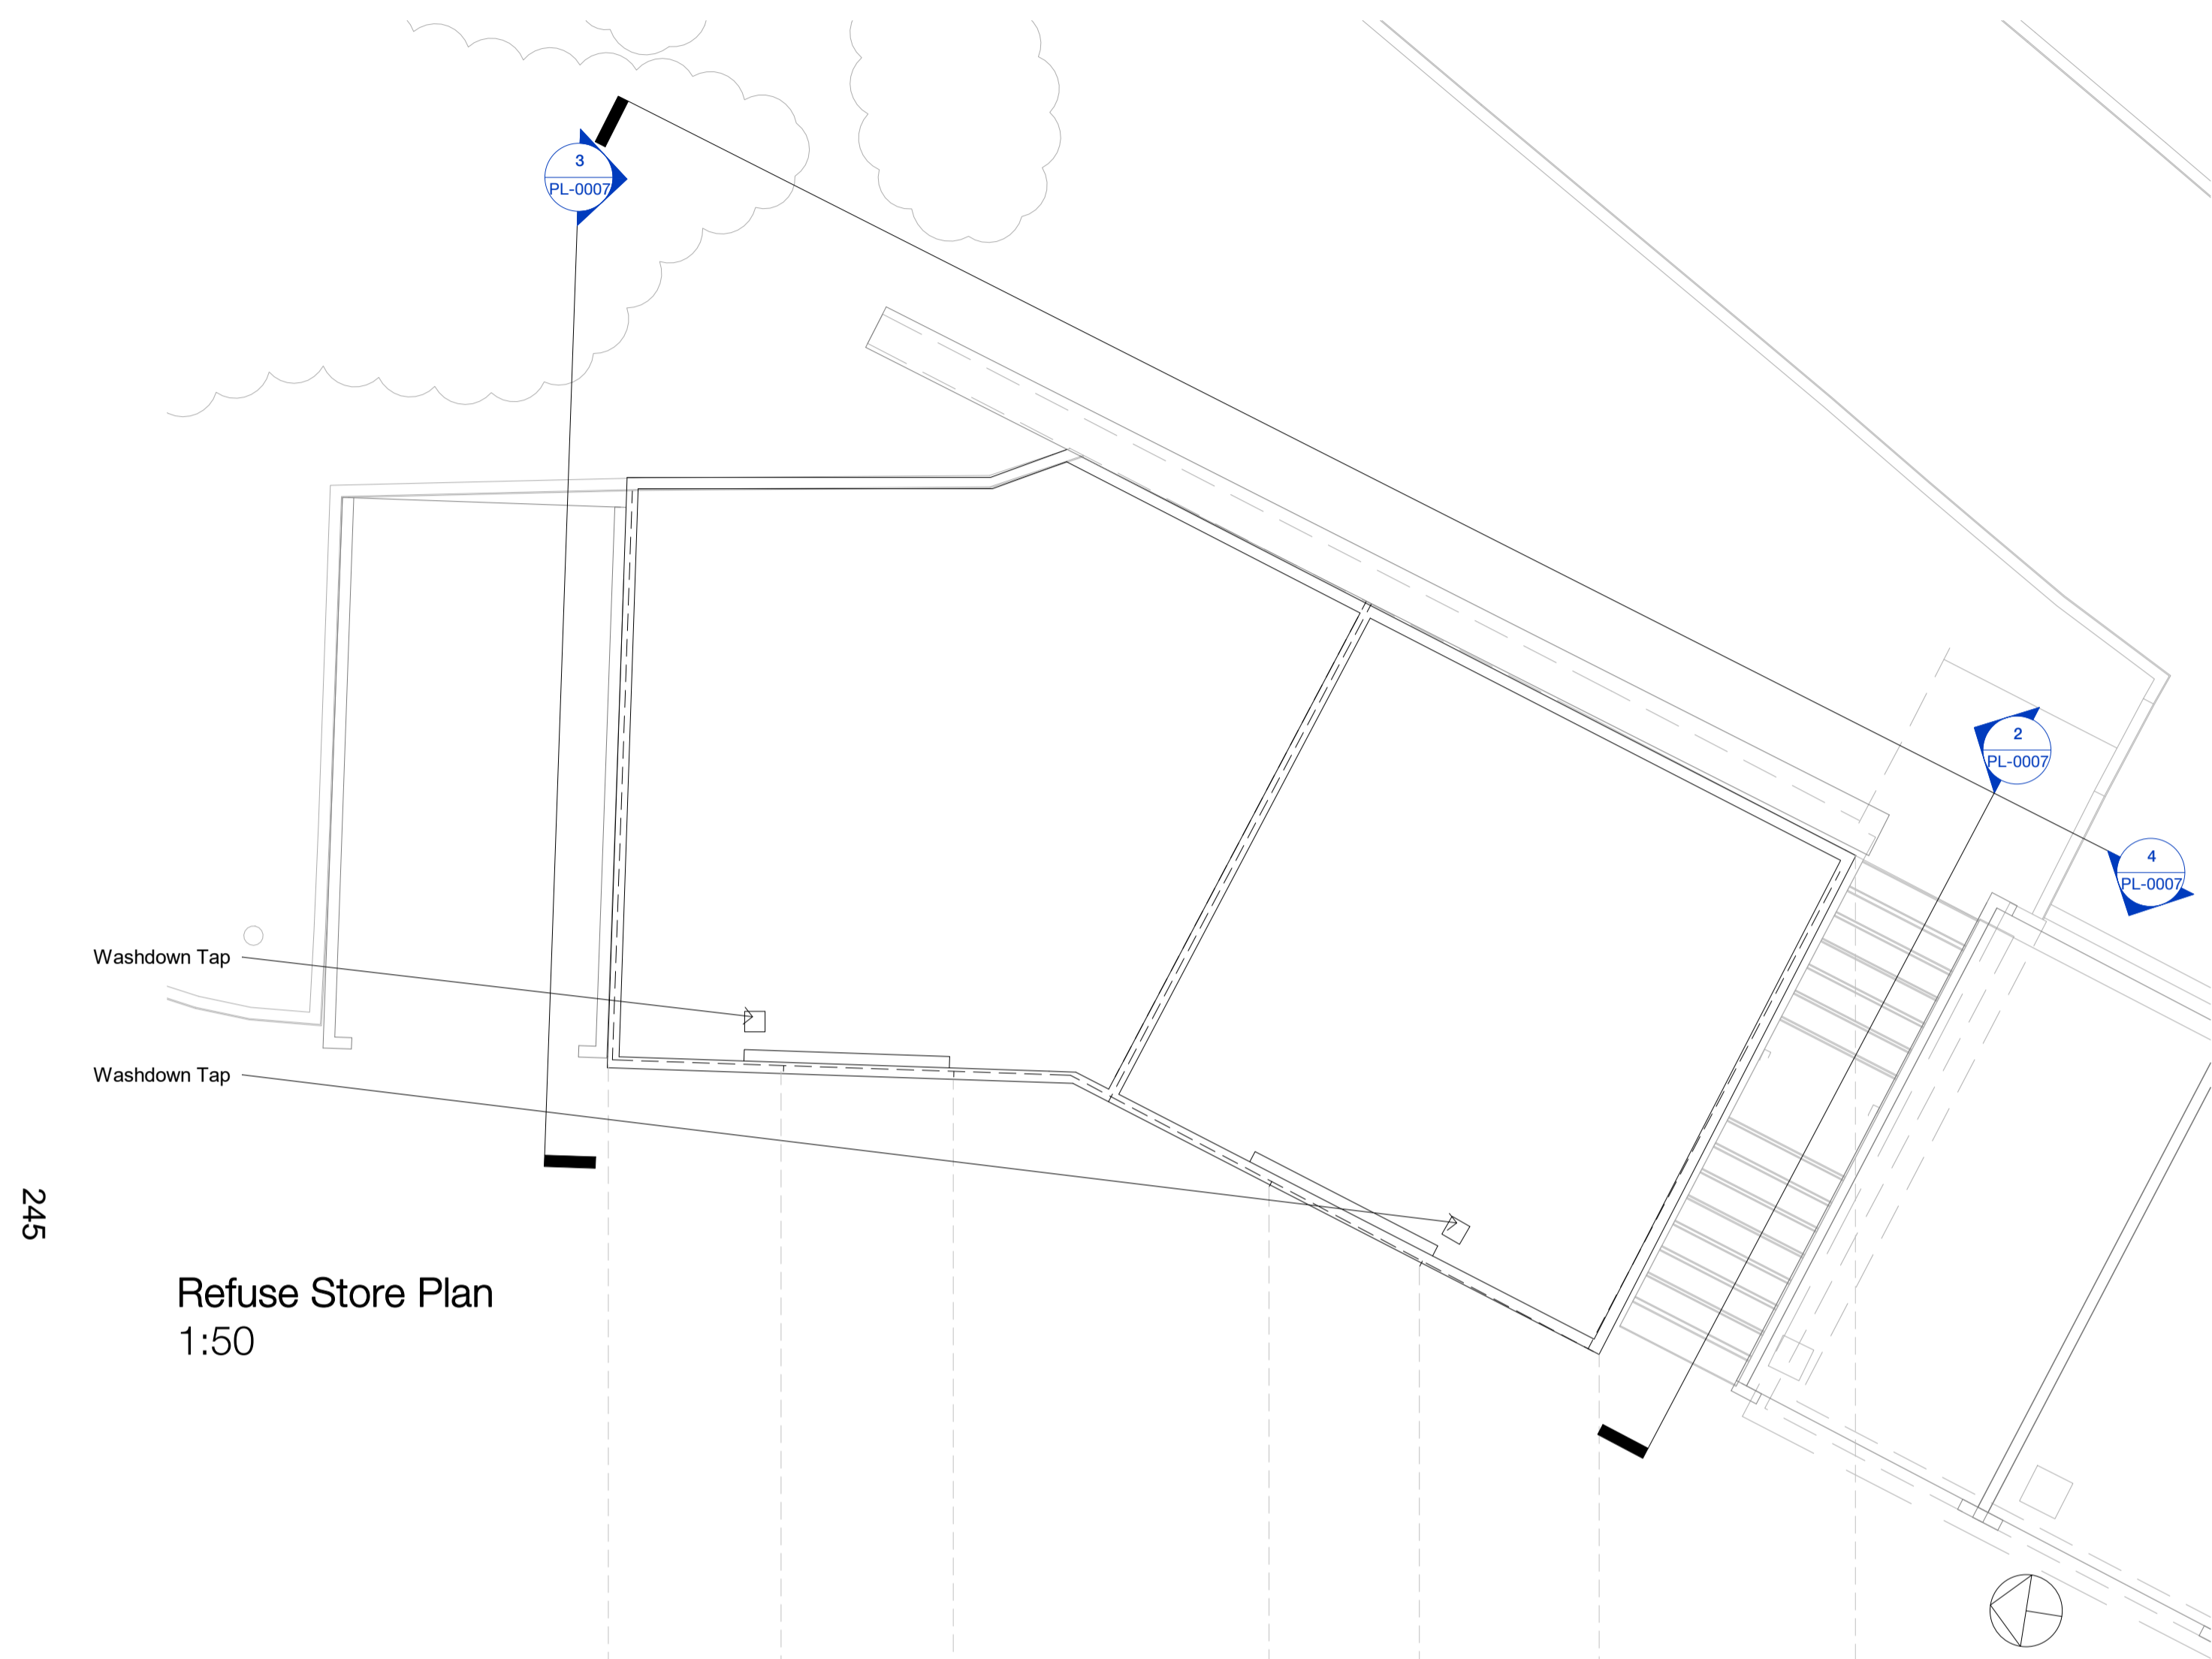 3
PL-0007
2
PL-0007
4
PL-0007
Washdown Tap
Washdown Tap
245
Refuse Store Plan
1:50